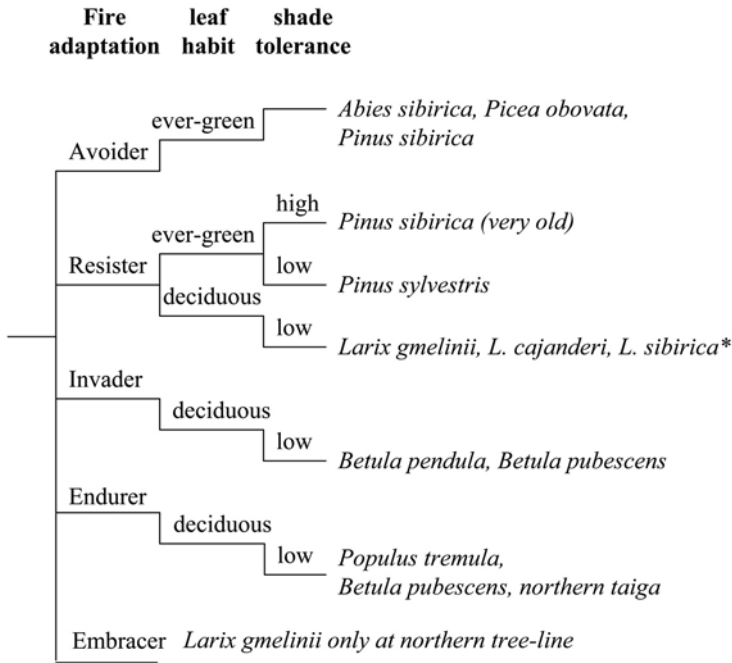 Fire adaptation
leaf habit
shade tolerance
ever-green
Abies sibirica, Picea obovata,
Pinus sibirica
Avoider
high
Pinus sibirica (very old)
ever-green
Resister
low
Pinus sylvestris
deciduous
low
Larix gmelinii, L. cajanderi, L. sibirica*
Invader
deciduous
low
Betula pendula, Betula pubescens
Endurer
deciduous
low
Populus tremula,
Betula pubescens, northern taiga
Embracer Larix gmelinii only at northern tree-line